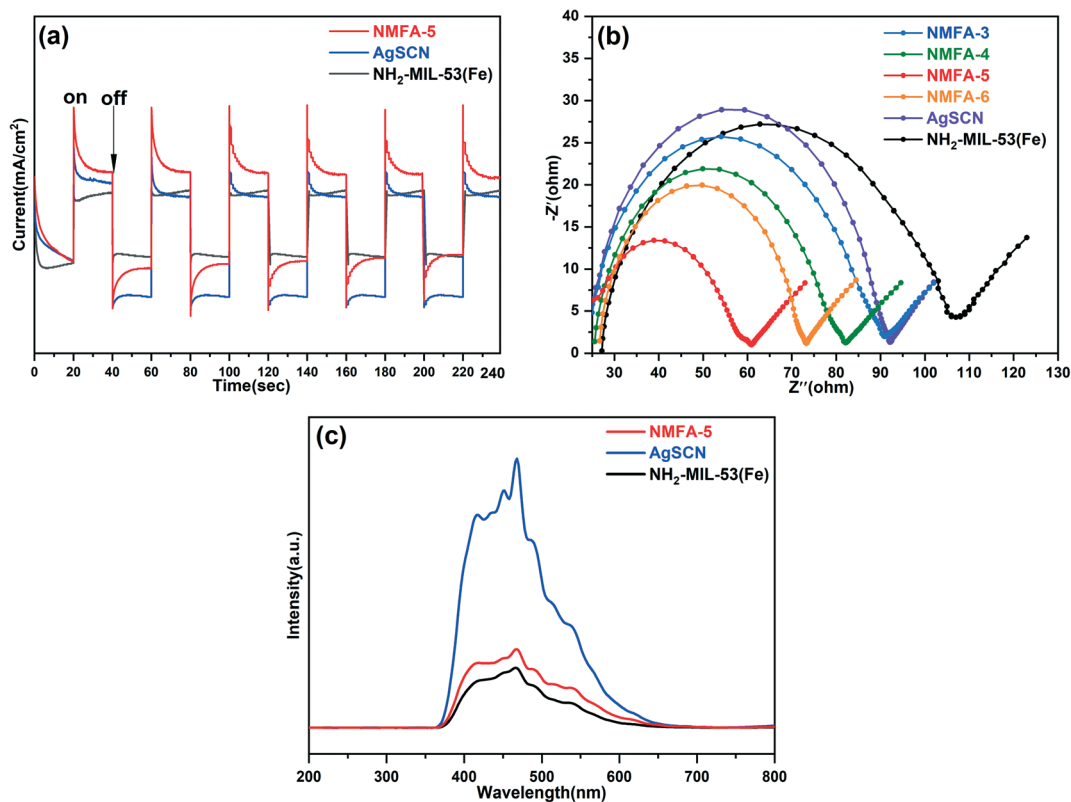 (a)
NMFA-5
AgSCN
NH₂-MIL-53(Fe)
on
off
Current(mA/cm²)
0 20 40 60 80 100 120 140 160 180 200 220 240
Time(sec)
(b)
NMFA-3
NMFA-4
NMFA-5
NMFA-6
AgSCN
NH₂-MIL-53(Fe)
-Z'(ohm)
40
35
30
25
20
15
10
5
0
30 40 50 60 70 80 90 100 110 120 130
Z''(ohm)
(c)
NMFA-5
AgSCN
NH₂-MIL-53(Fe)
Intensity(a.u.)
200 300 400 500 600 700 800
Wavelength(nm)